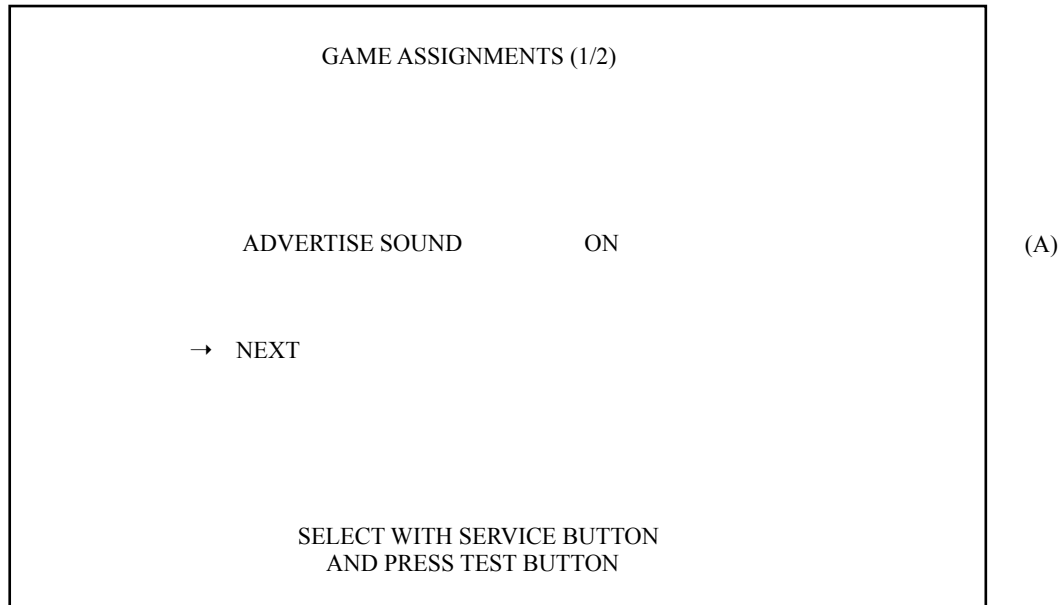 GAME ASSIGNMENTS (1/2)
ADVERTISE SOUND ON (A)
→ NEXT
SELECT WITH SERVICE BUTTON
AND PRESS TEST BUTTON